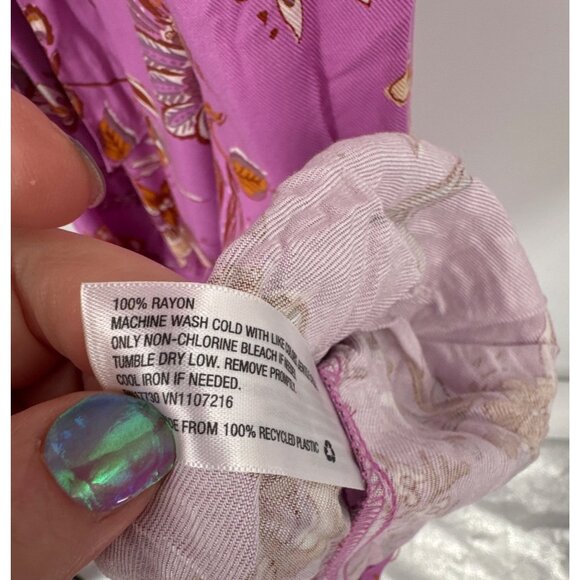 100% RAYON
MACHINE WASH COLD WITH LIKE
ONLY NON-CHLORINE BLEACH IF
TUMBLE DRY LOW. REMOVE
COOL IRON IF NEEDED.
VN1107216
FROM 100% RECYCLED PLASTIC